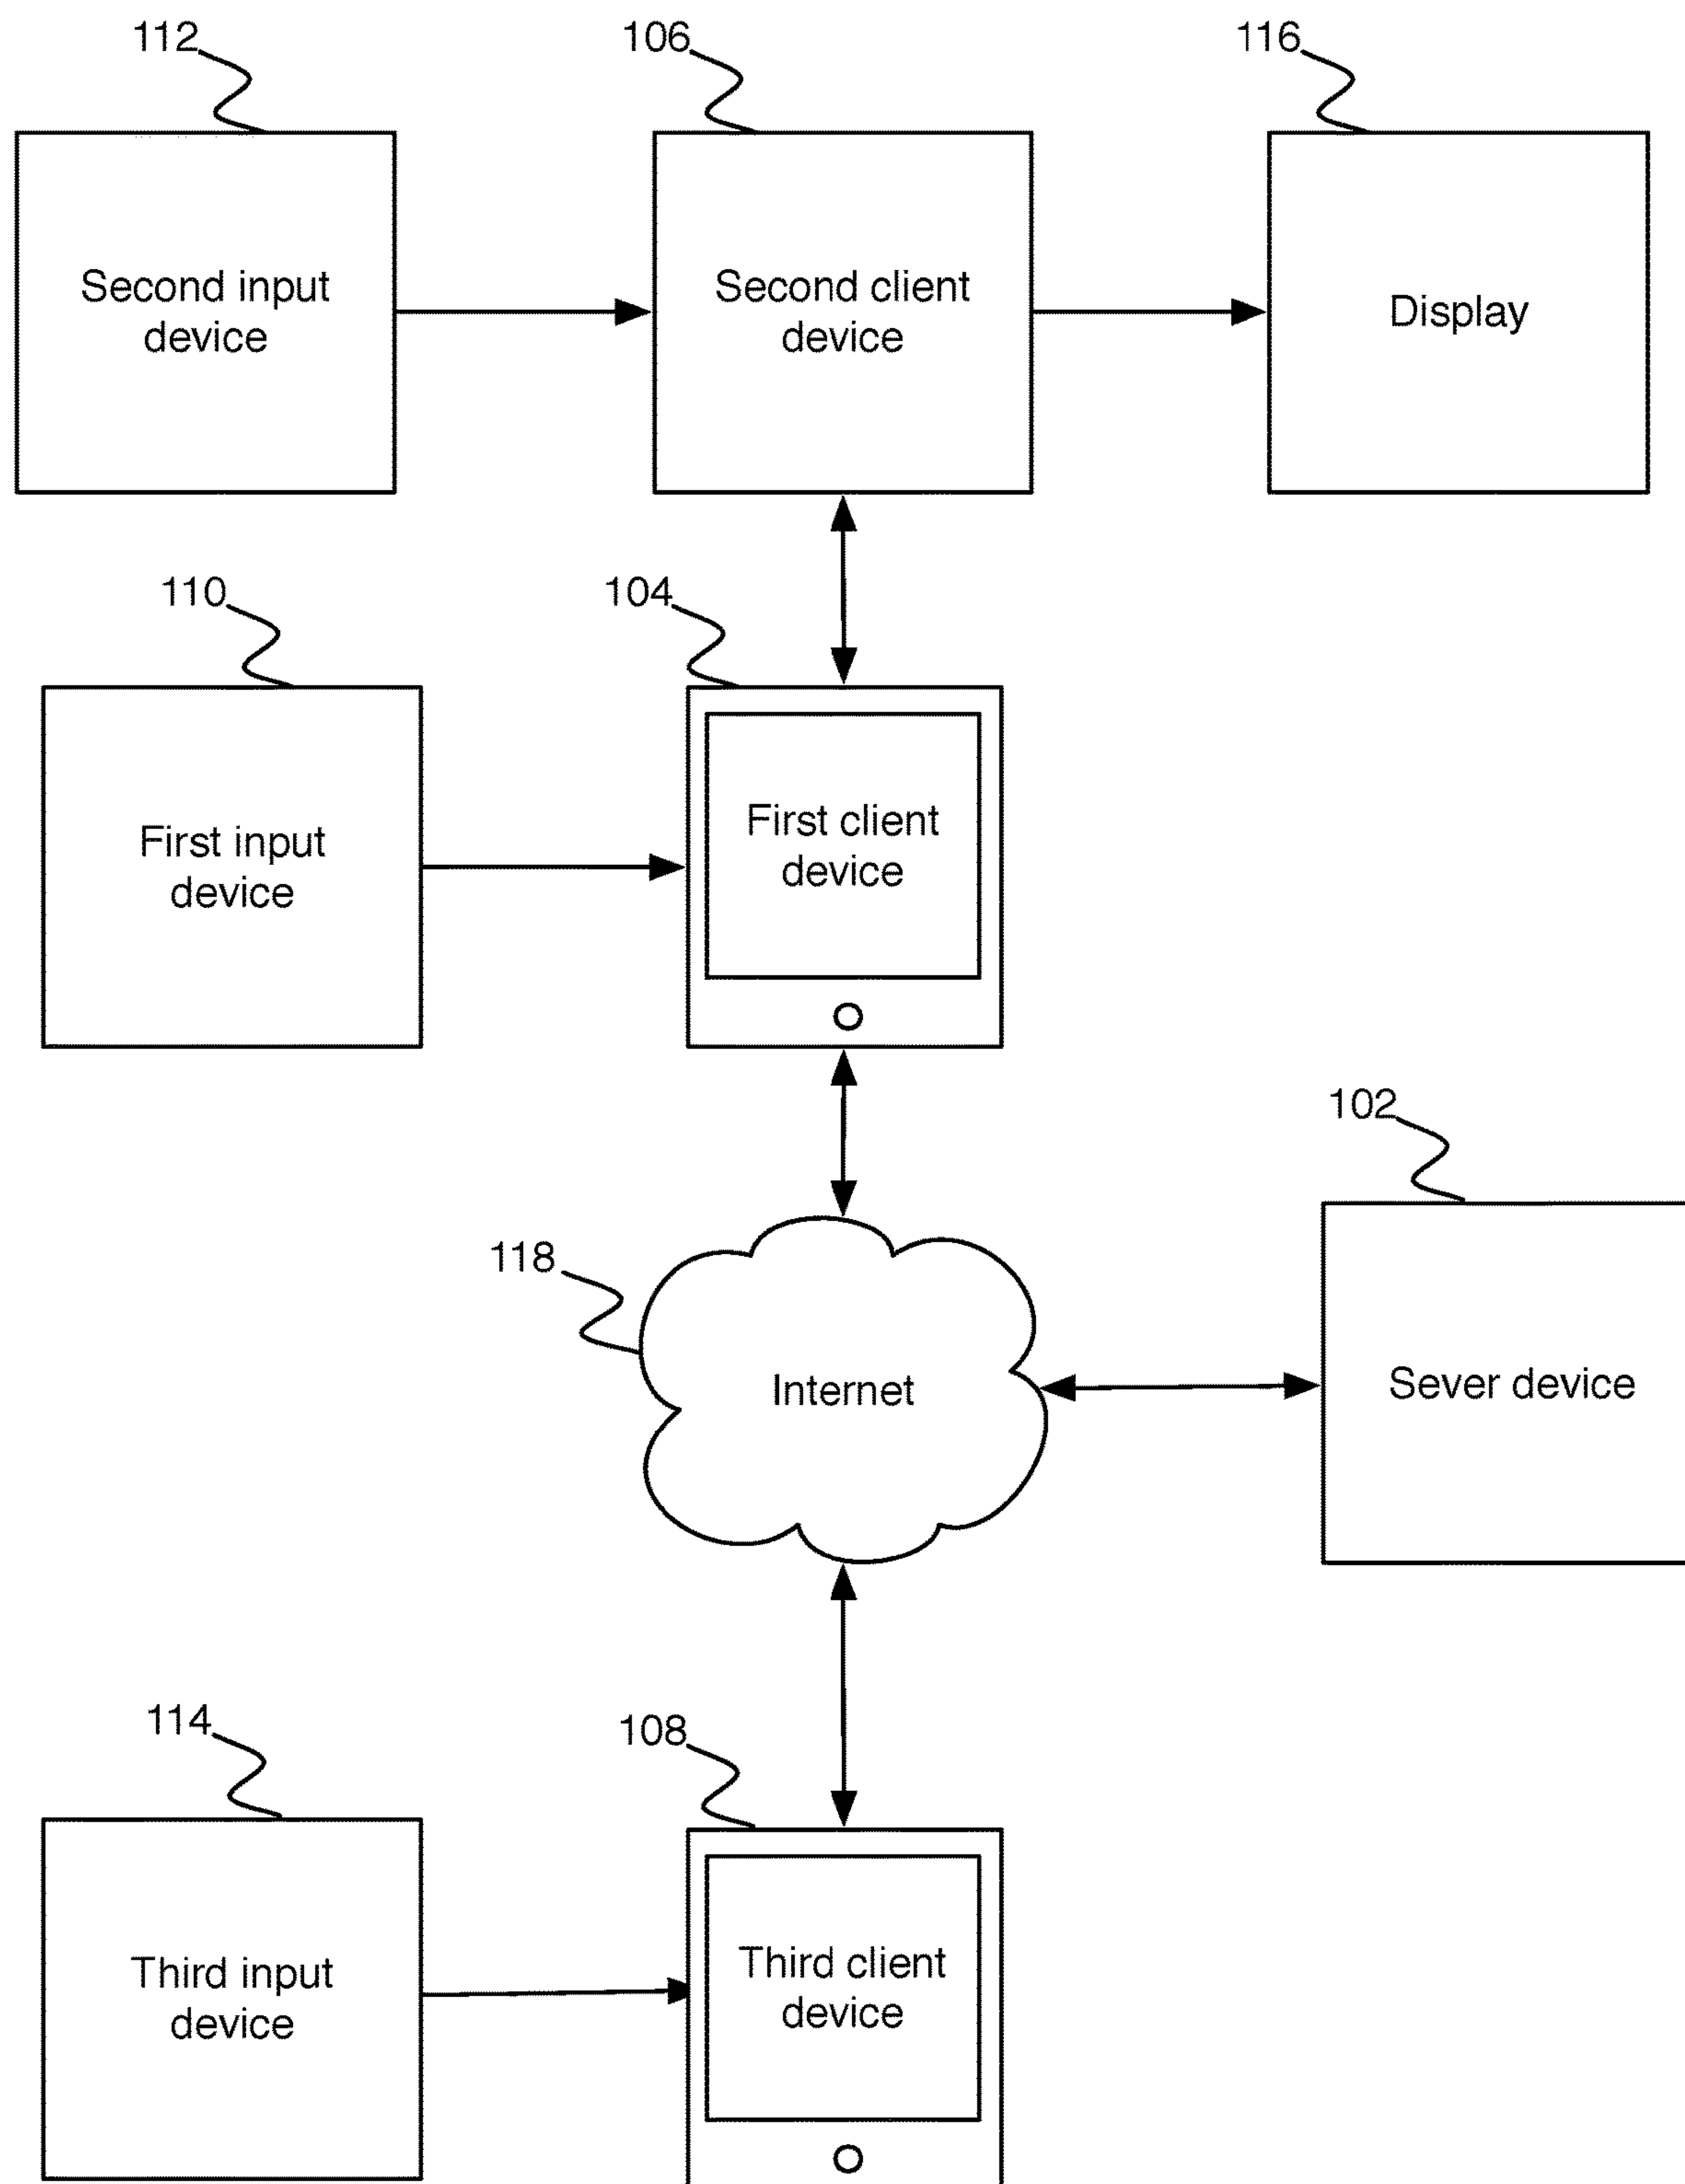 112
106
116
Second input
device
Second client
device
Display
110
104
First input
device
First client
device
102
118
Internet
Sever device
114
108
Third input
device
Third client
device